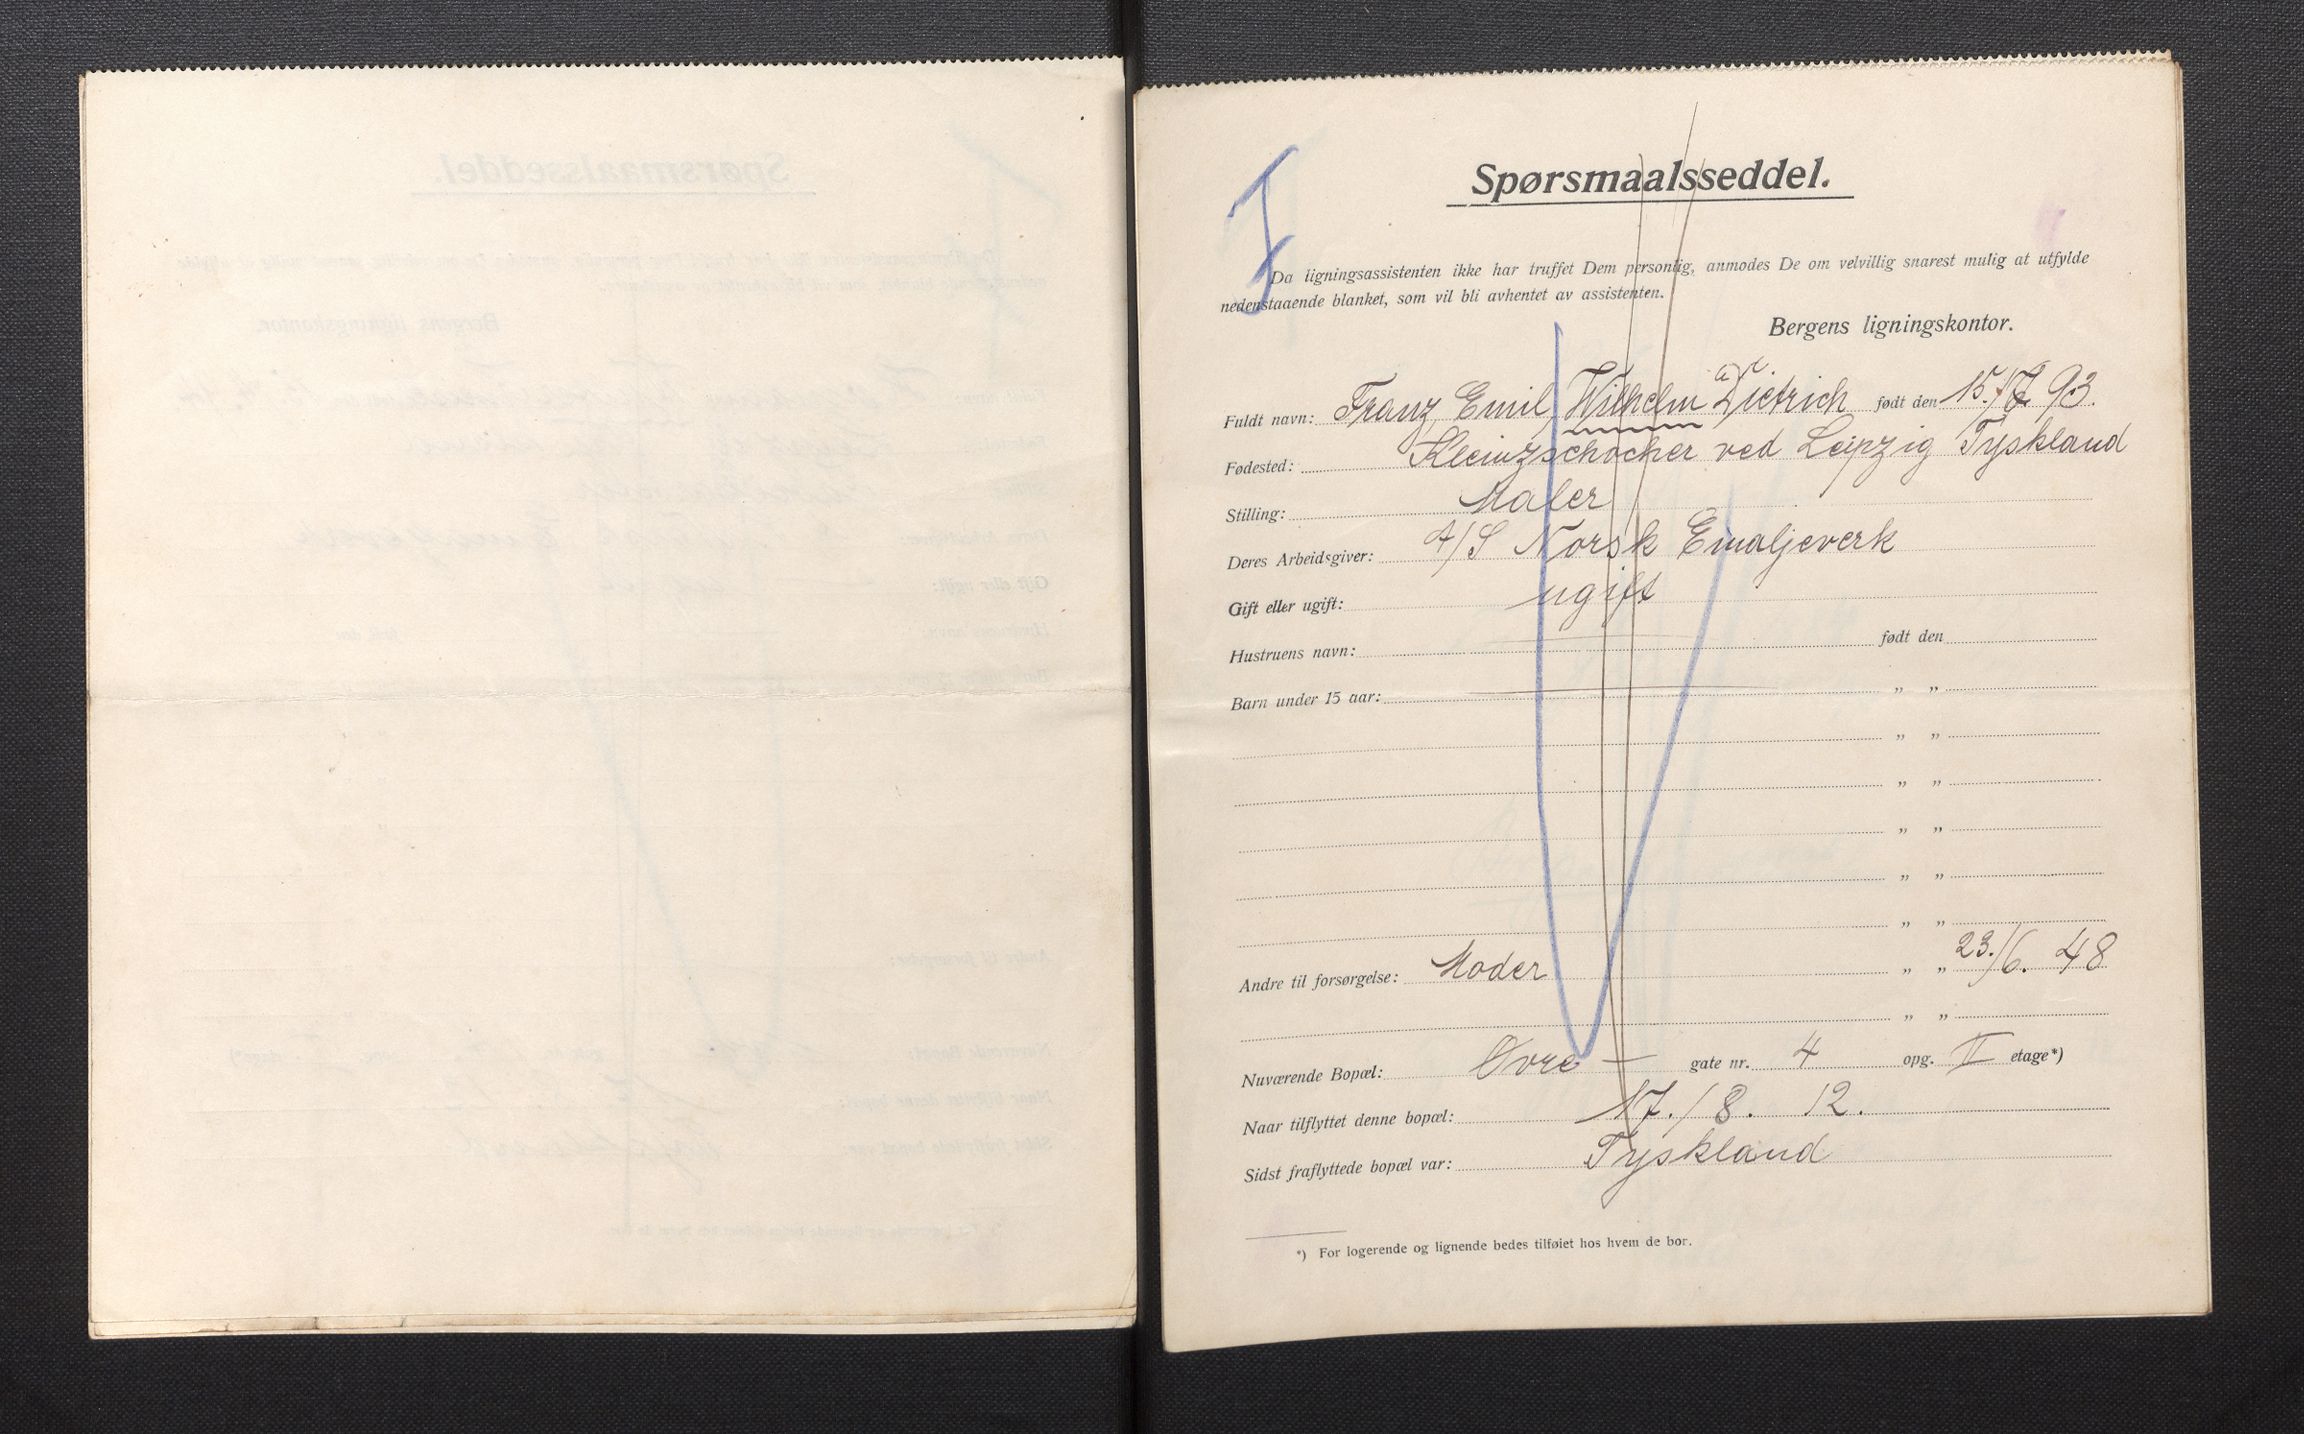 Spørsmaalsseddel.
Da ligningsassistenten ikke har truffet Dem personlig, anmodes De om velvillig snarest mulig at utfylde
nedenstaaende blanket, som vil bli avhentet av assistenten.
Bergens ligningskontor.
Fuldt navn: Franz Emil Wilhelm Dietrich født den 15./7. 93.
Fødested: Kleinzschocher ved Leipzig Tyskland
Stilling: Maler
Deres Arbeidsgiver: A/S Norsk Emaljeverk
Gift eller ugift: ugift
Hustruens navn: født den
Barn under 15 aar: „ „
„ „
„ „
„ „
„ „
„ „
Andre til forsørgelse: Moder „ „ 23./6. 48
„ „
Nuværende Bopæl: Øvre — gate nr. 4 opg. II etage*)
Naar tilflyttet denne bopæl: 17./8. 12.
Sidst fraflyttede bopæl var: Tyskland
*) For logerende og lignende bedes tilføiet hos hvem de bor.